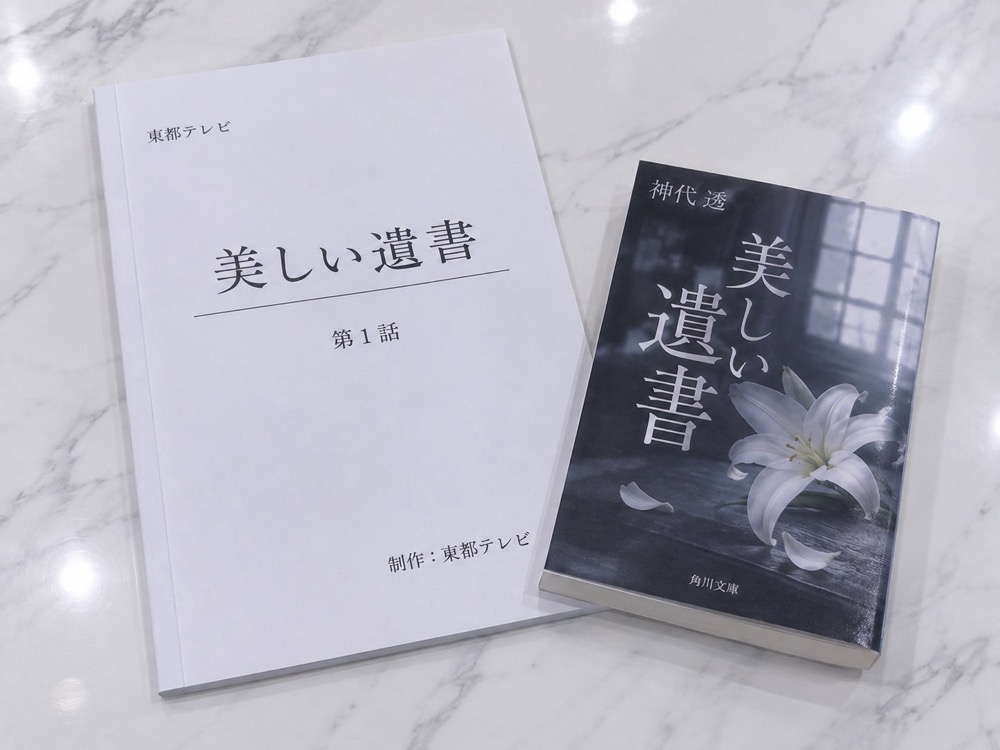 東都テレビ
美しい遺書
第1話
制作：東都テレビ
神代 透
美しい
遺書
角川文庫